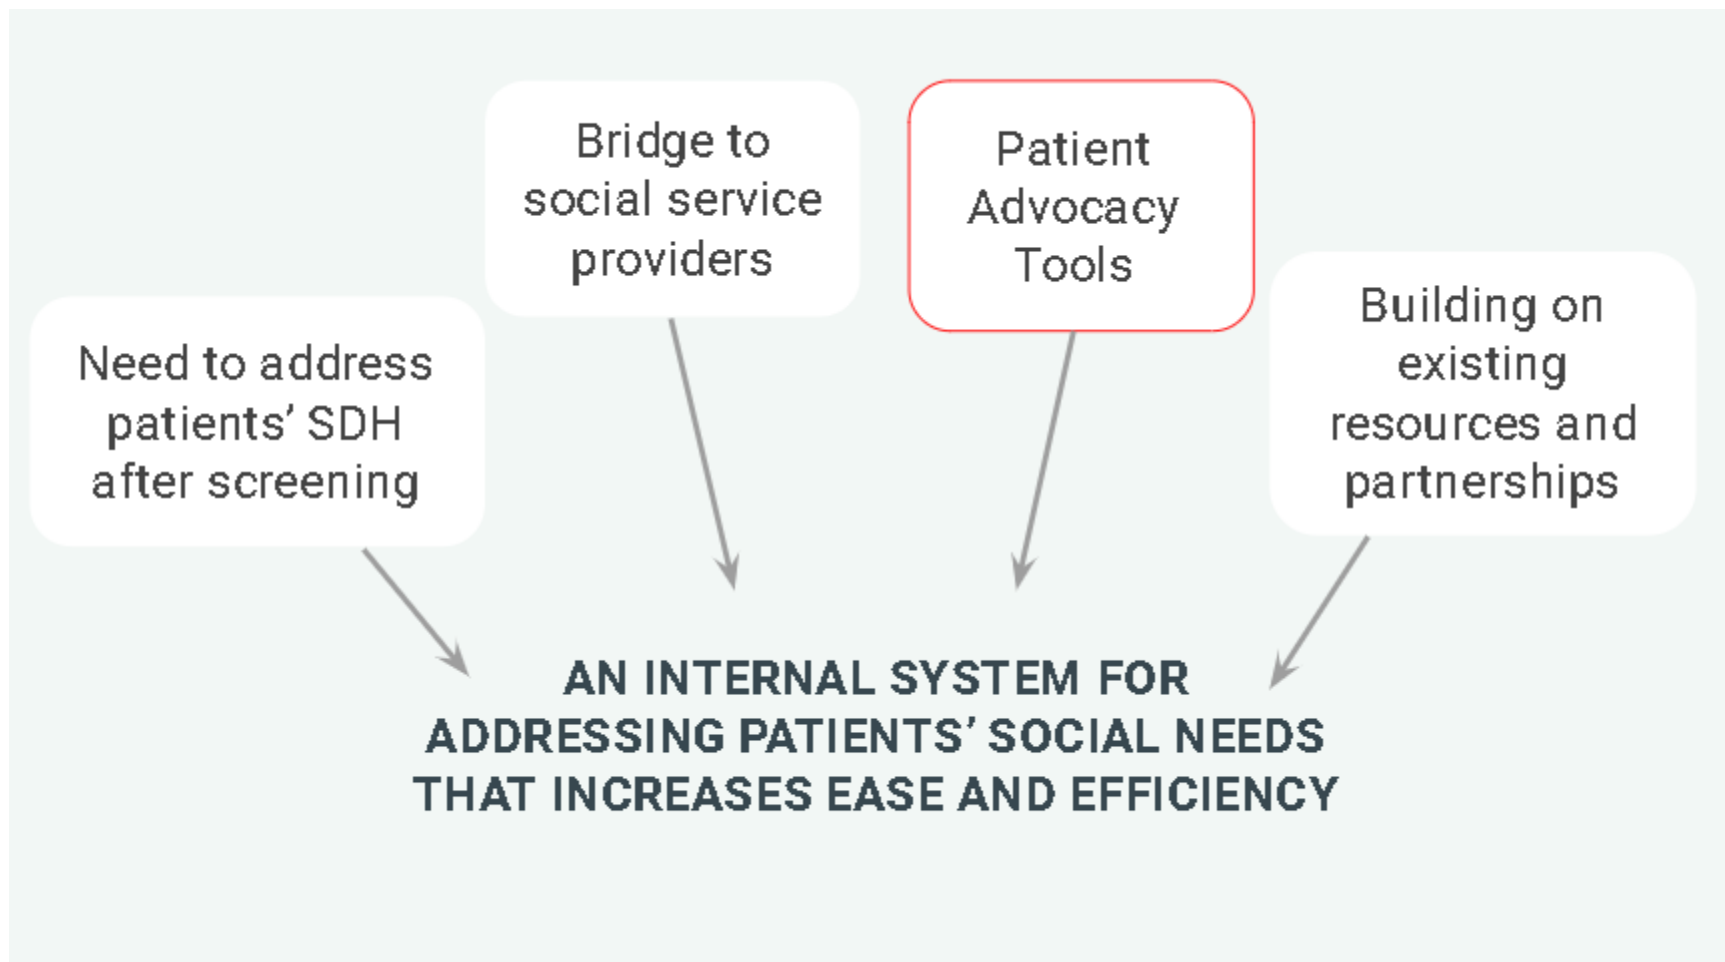 Need to address
patients’ SDH
after screening
Bridge to
social service
providers
Patient
Advocacy
Tools
Building on
existing
resources and
partnerships
AN INTERNAL SYSTEM FOR
ADDRESSING PATIENTS’ SOCIAL NEEDS
THAT INCREASES EASE AND EFFICIENCY